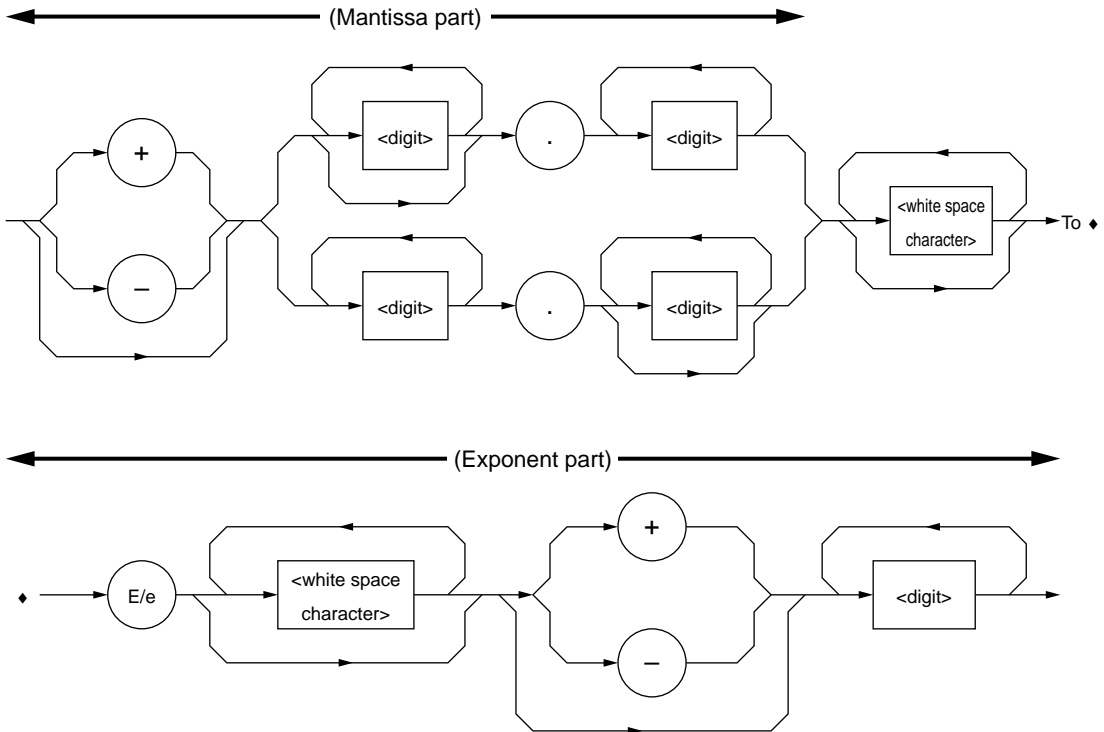 (Mantissa part)
+
<digit>
.
<digit>
<white space
character>
To ♦
−
<digit>
.
<digit>
(Exponent part)
♦
E/e
<white space
character>
+
−
<digit>